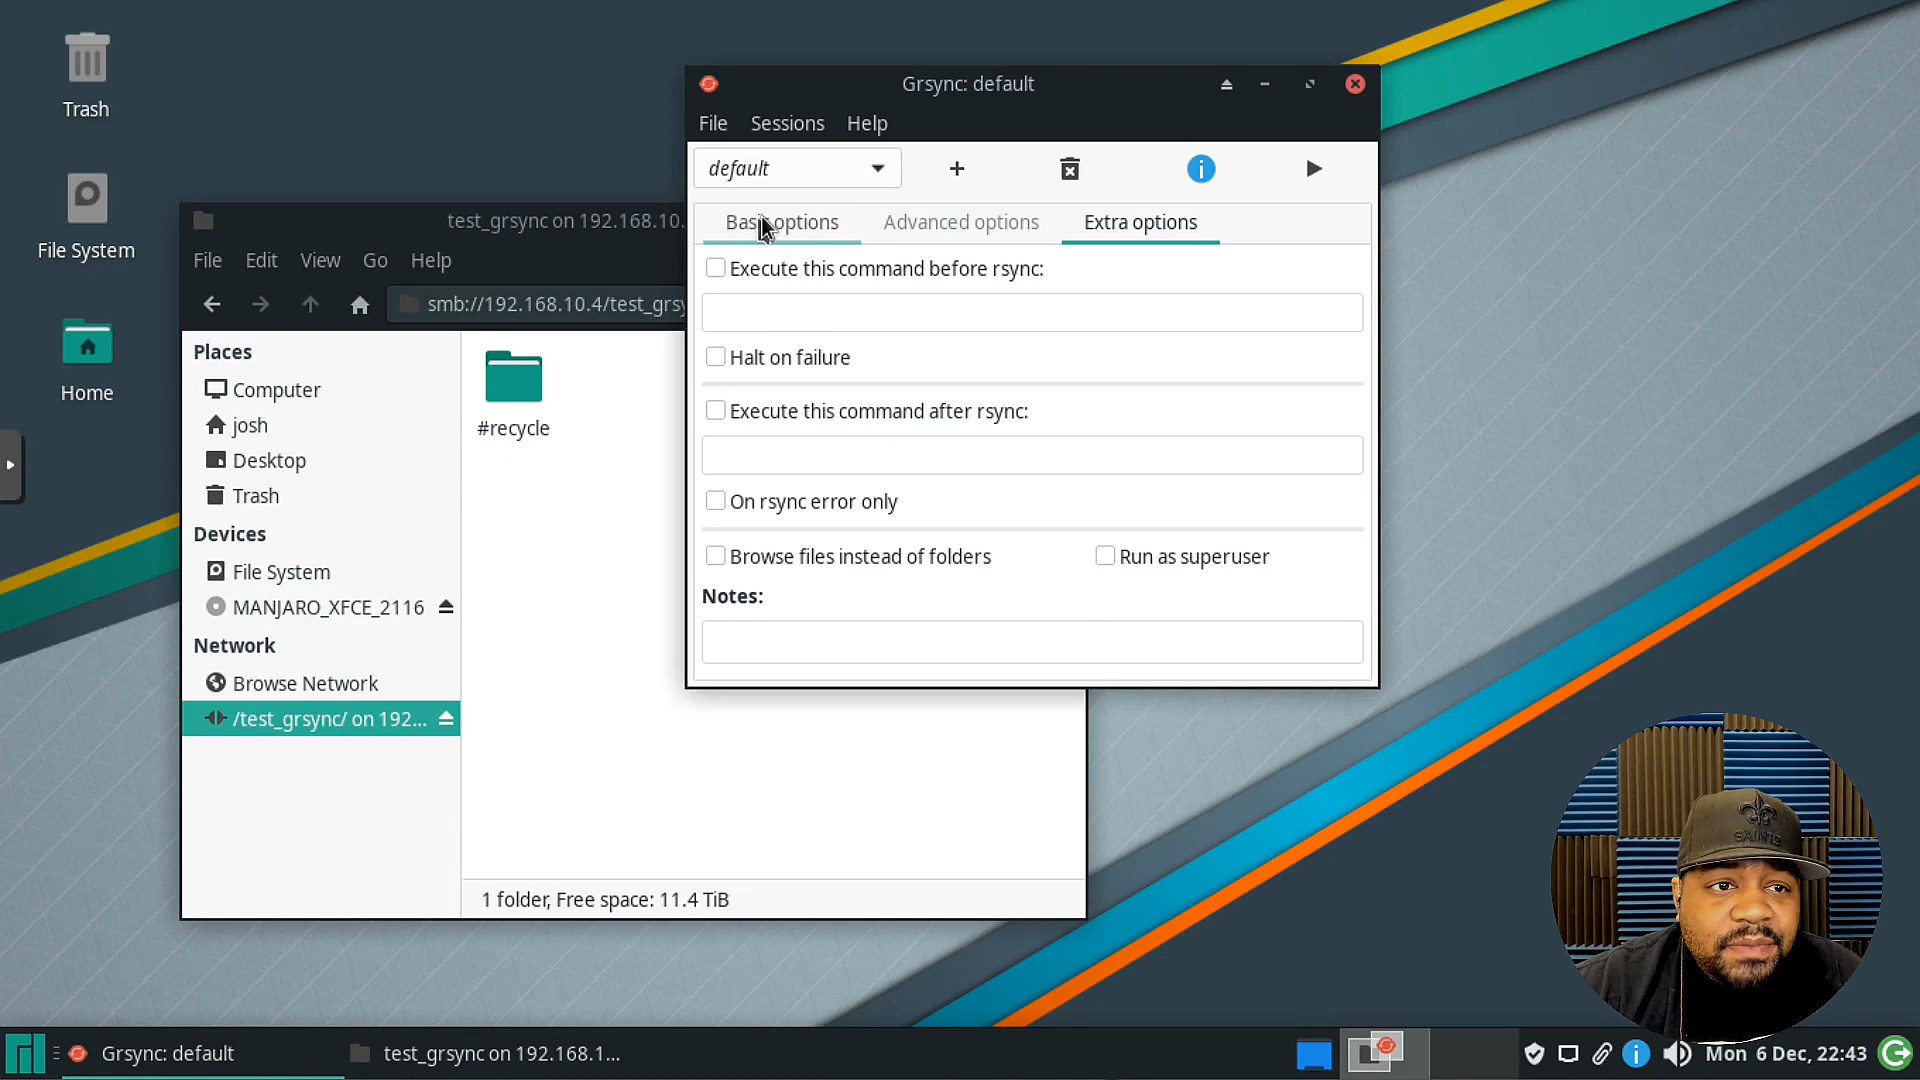 Trash
File System
Home
Grsync: default
File Sessions Help
default
Basic options Advanced options Extra options
Execute this command before rsync:
Halt on failure
Execute this command after rsync:
On rsync error only
Browse files instead of folders Run as superuser
Notes:
test_grsync on 192.168.10.
File Edit View Go Help
smb://192.168.10.4/test_grsy
Places
Computer
josh
Desktop
Trash
Devices
File System
MANJARO_XFCE_2116
Network
Browse Network
/test_grsync/ on 192...
#recycle
1 folder, Free space: 11.4 TiB
SAINTS
Grsync: default
test_grsync on 192.168.1...
Mon 6 Dec, 22:43